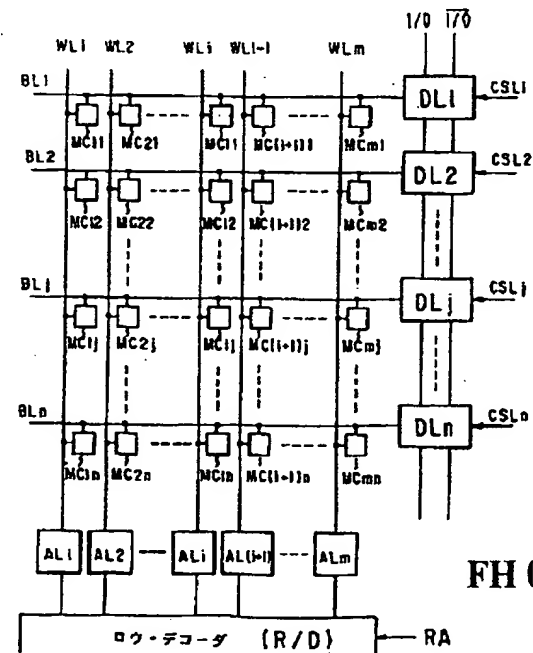 I/O I/O
WL1 WL2 WLi WLi-1 WLm
BL1 DL1 CSL1
MC11 MC21 MCi1 MC(i+1)1 MCm1
BL2 DL2 CSL2
MC12 MC22 MCi2 MC(i+1)2 MCm2
BLj DLj CSLj
MC1j MC2j MCij MC(i+1)j MCmj
BLn DLn CSLn
MC1n MC2n MCin MC(i+1)n MCmn
AL1 AL2 ALi AL(i+1) ALm
FH
ロウ・デコーダ (R/D) RA